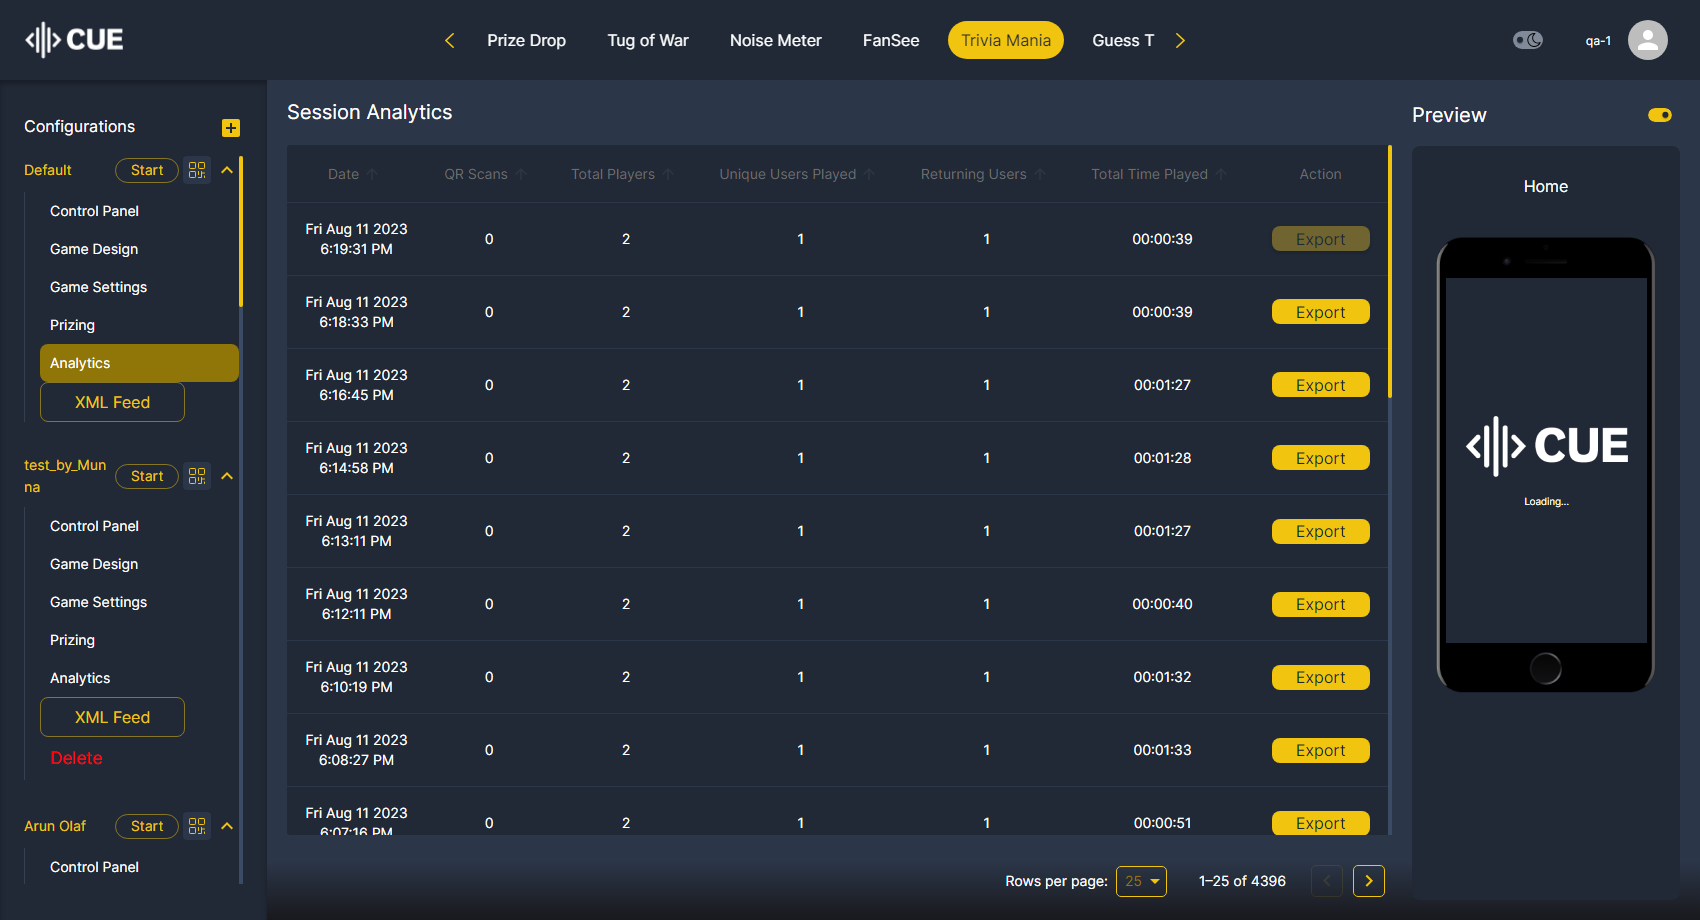 CUE
Prize Drop Tug of War Noise Meter FanSee Trivia Mania Guess T
qa-1
Configurations
Default Start
Control Panel
Game Design
Game Settings
Prizing
Analytics
XML Feed
test_by_Mun
na
Start
Control Panel
Game Design
Game Settings
Prizing
Analytics
XML Feed
Delete
Arun Olaf Start
Control Panel
Session Analytics
Date QR Scans Total Players Unique Users Played Returning Users Total Time Played Action
Fri Aug 11 2023
6:19:31 PM
0 2 1 1 00:00:39 Export
Fri Aug 11 2023
6:18:33 PM
0 2 1 1 00:00:39 Export
Fri Aug 11 2023
6:16:45 PM
0 2 1 1 00:01:27 Export
Fri Aug 11 2023
6:14:58 PM
0 2 1 1 00:01:28 Export
Fri Aug 11 2023
6:13:11 PM
0 2 1 1 00:01:27 Export
Fri Aug 11 2023
6:12:11 PM
0 2 1 1 00:00:40 Export
Fri Aug 11 2023
6:10:19 PM
0 2 1 1 00:01:32 Export
Fri Aug 11 2023
6:08:27 PM
0 2 1 1 00:01:33 Export
Fri Aug 11 2023
6:07:16 PM
0 2 1 1 00:00:51 Export
Rows per page: 25 1–25 of 4396
Preview
Home
CUE
Loading...